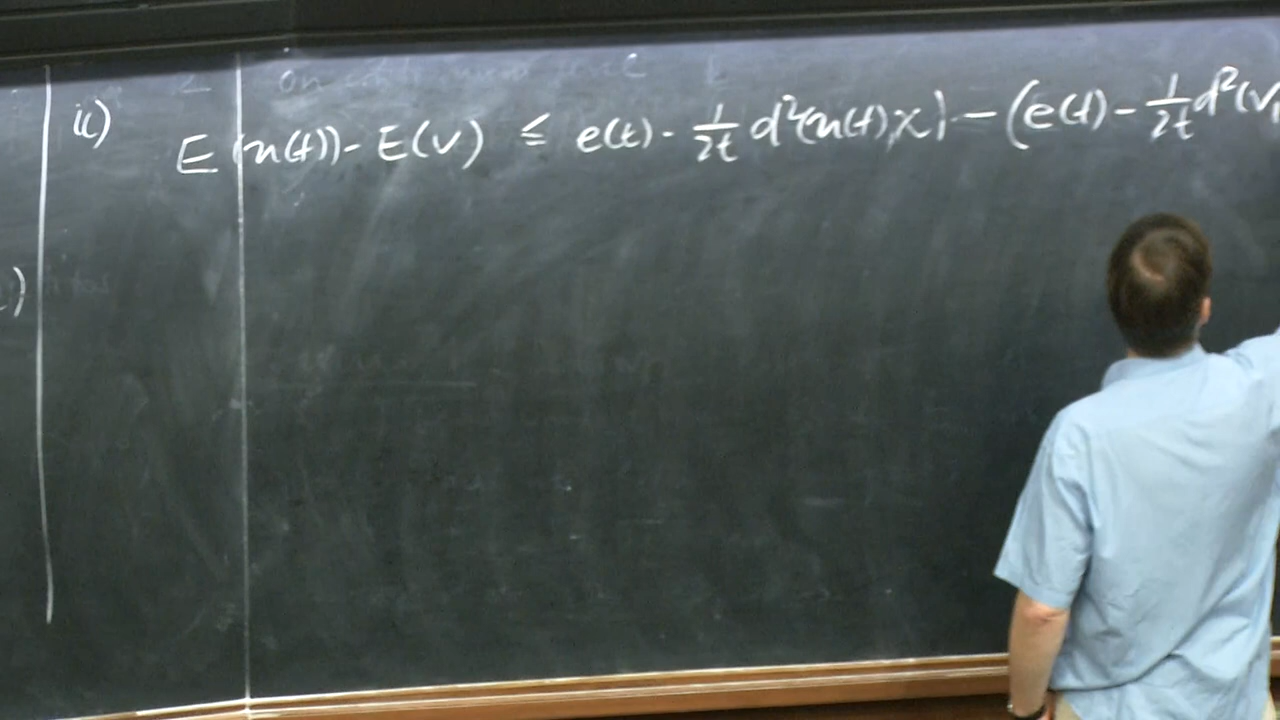 ii) E(u(t)) - E(v) ≤ e(t) - 1/2t d²(u(t), x) - (e(t) - 1/2t d²(v,